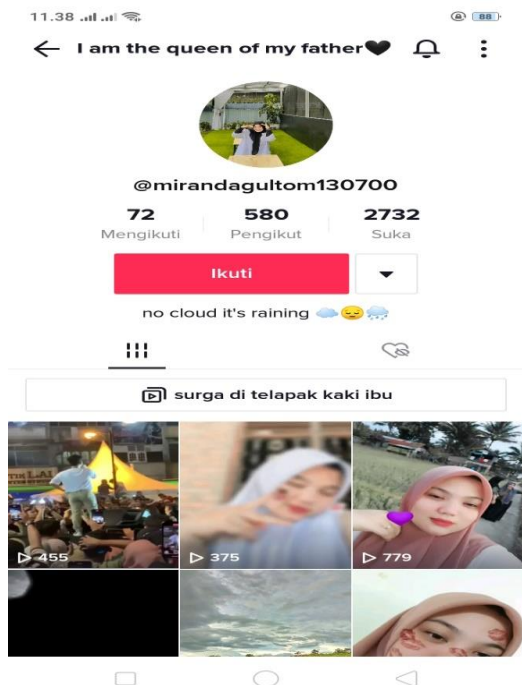 11.38
88
I am the queen of my father🖤
@mirandagultom130700
72 580 2732
Mengikuti Pengikut Suka
Ikuti
no cloud it's raining ☁️😔🌧️
surga di telapak kaki ibu
455 375 779